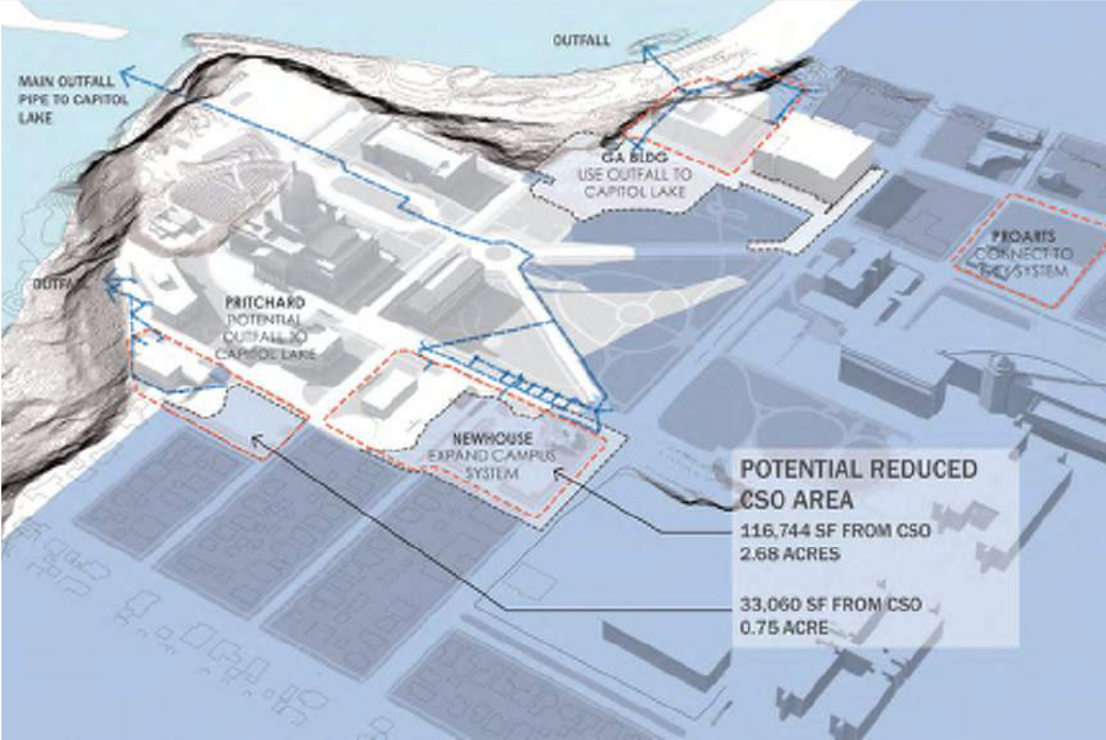 OUTFALL
MAIN OUTFALL
PIPE TO CAPITOL
LAKE
GA BLDG
USE OUTFALL TO
CAPITOL LAKE
PROARTS
CONNECT TO
CITY SYSTEM
OUTFALL
PRITCHARD
POTENTIAL
OUTFALL TO
CAPITOL LAKE
NEWHOUSE
EXPAND CAMPUS
SYSTEM
POTENTIAL REDUCED
CSO AREA
116,744 SF FROM CSO
2.68 ACRES
33,060 SF FROM CSO
0.75 ACRE